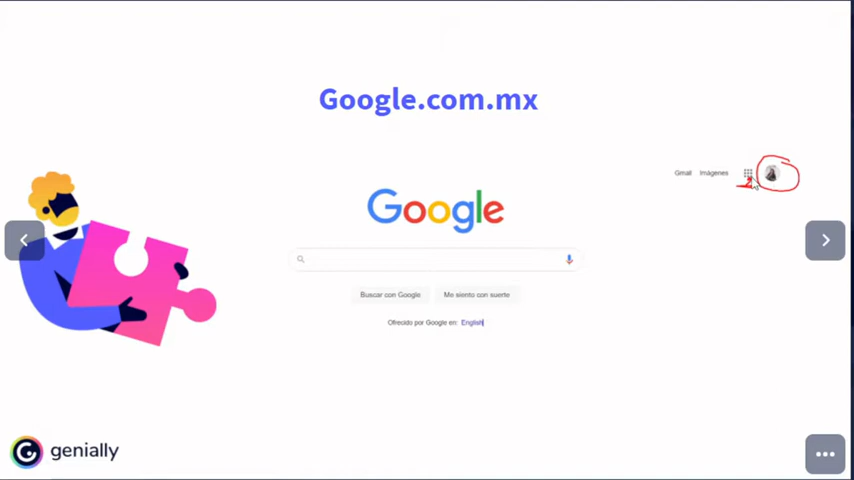 Google.com.mx
Gmail Imágenes
Google
Buscar con Google Me siento con suerte
Ofrecido por Google en: English
genially